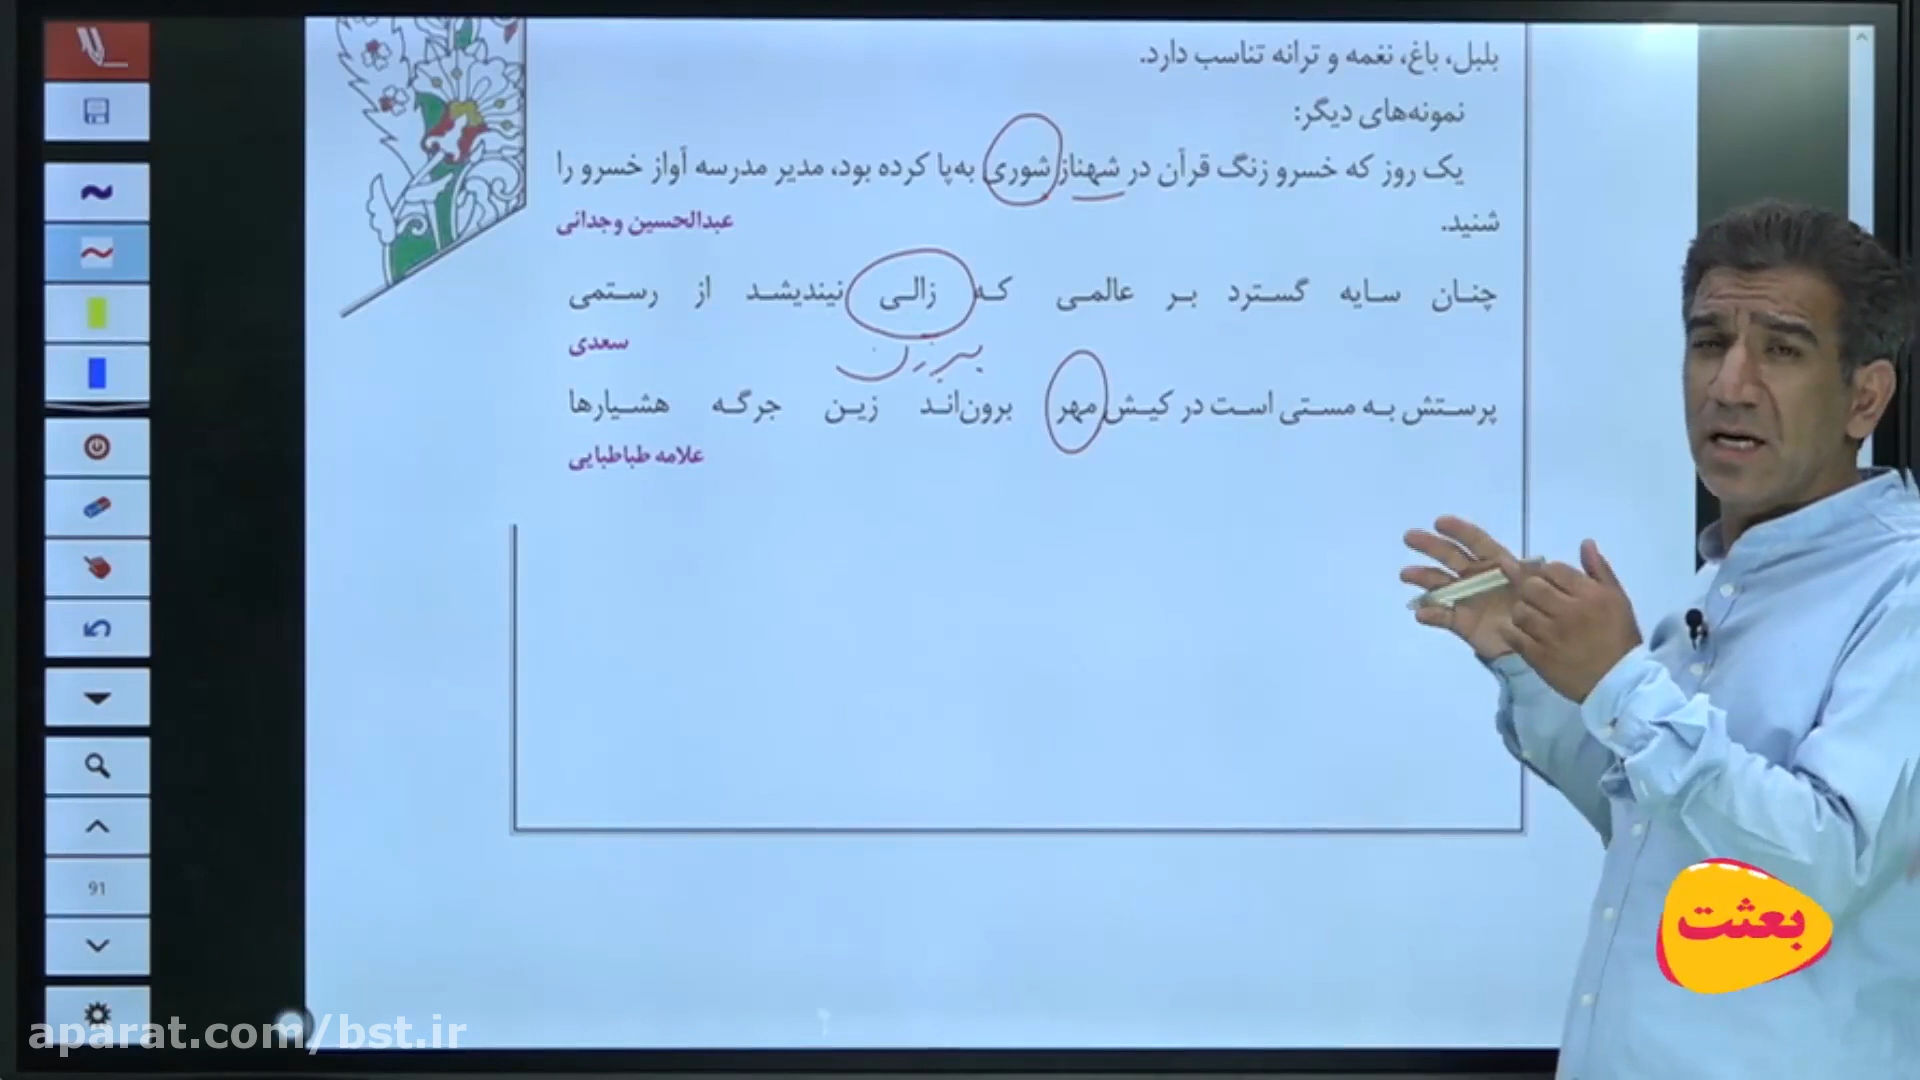 بلبل، باغ، نغمه و ترانه تناسب دارد.
نمونه‌های دیگر:
یک روز که خسرو زنگ قرآن در شهناز شوری به‌پا کرده بود، مدیر مدرسه آواز خسرو را
شنید.
عبدالحسین وجدانی
چنان سایه گسترد بر عالمی که زالی نیندیشد از رستمی
سعدی
پیرزن
پرستش به مستی است در کیش مهر برون‌اند زین جرگه هشیارها
علامه طباطبایی
91
بعثت
aparat.com/bst.ir